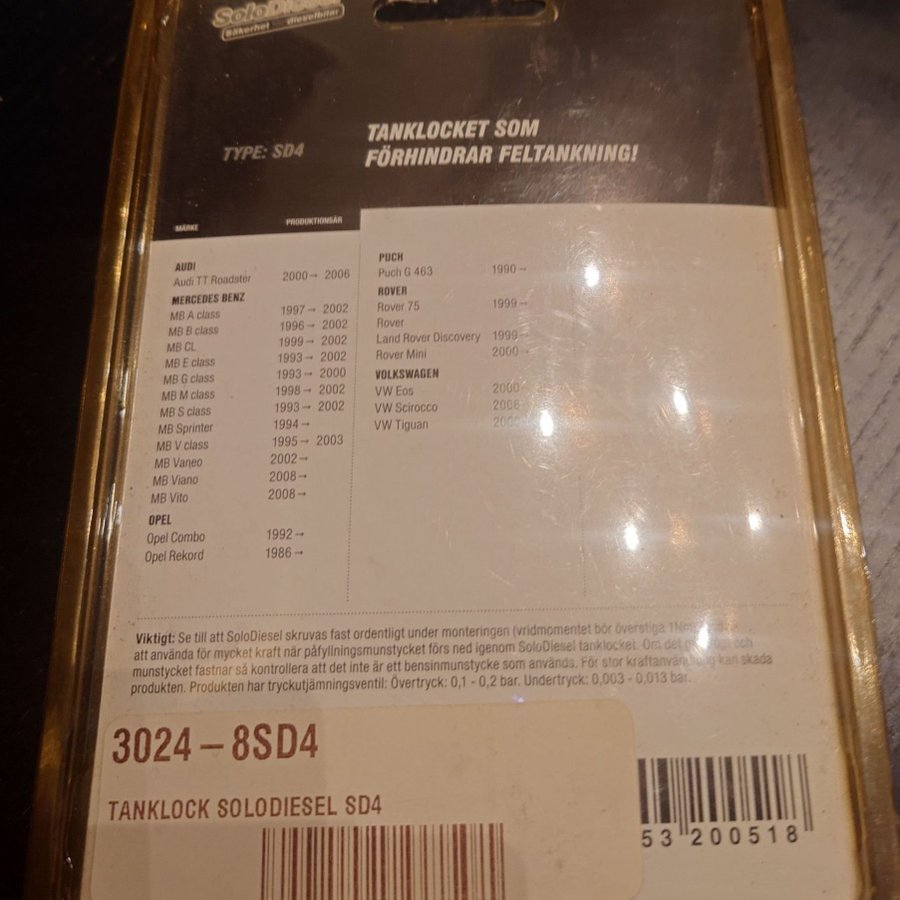 SoloDiesel
Säkerhet för dieselbilar
TYPE: SD4
TANKLOCKET SOM
FÖRHINDRAR FELTANKNING!
MÄRKE PRODUKTIONSÅR
AUDI
Audi TT Roadster 2000→ 2006
MERCEDES BENZ
MB A class 1997→ 2002
MB B class 1996→ 2002
MB CL 1999→ 2002
MB E class 1993→ 2002
MB G class 1993→ 2000
MB M class 1998→ 2002
MB S class 1993→ 2002
MB Sprinter 1994→
MB V class 1995→ 2003
MB Vaneo 2002→
MB Viano 2008→
MB Vito 2008→
OPEL
Opel Combo 1992→
Opel Rekord 1986→
PUCH
Puch G 463 1990→
ROVER
Rover 75 1999→
Rover
Land Rover Discovery 1999→
Rover Mini 2000→
VOLKSWAGEN
VW Eos
VW Scirocco 2008→
VW Tiguan
Viktigt: Se till att SoloDiesel skruvas fast ordentligt under monteringen (vridmomentet bör överstiga 1Nm).
att använda för mycket kraft när påfyllningsmunstycket förs ned igenom SoloDiesel tanklocket. Om det och
munstycket fastnar så kontrollera att det inte är ett bensinmunstycke som används. För stor kraftanvändning kan skada
produkten. Produkten har tryckutjämningsventil: Övertryck: 0,1 - 0,2 bar. Undertryck: 0,003 - 0,013 bar.
3024-8SD4
TANKLOCK SOLODIESEL SD4
53 200518